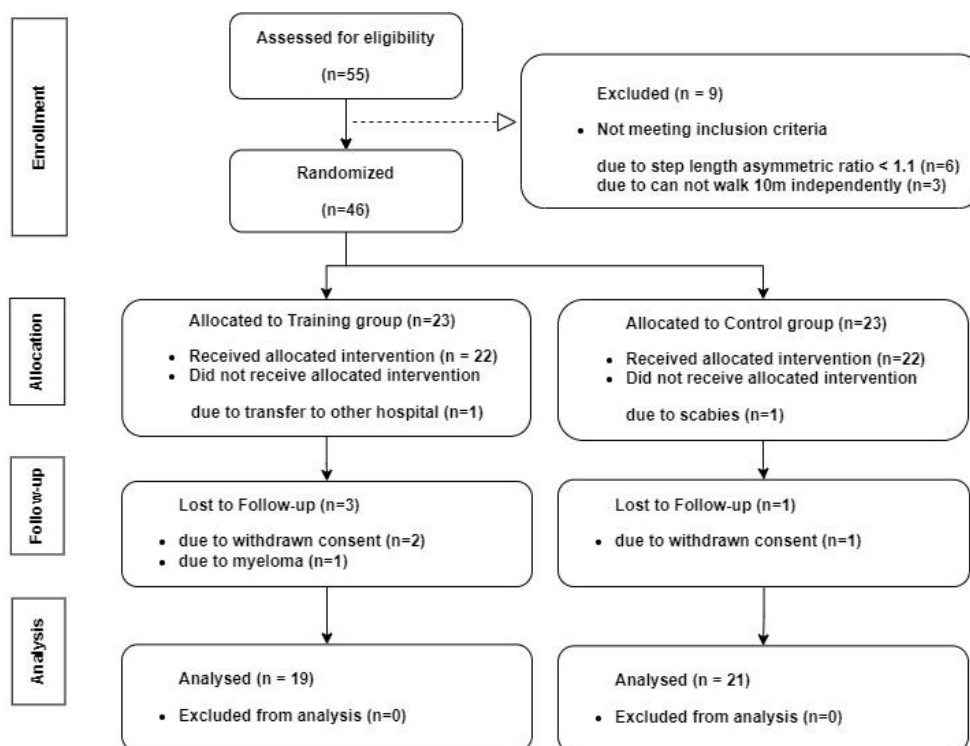 Enrollment
Assessed for eligibility
(n=55)
Excluded (n = 9)
• Not meeting inclusion criteria
due to step length asymmetric ratio < 1.1 (n=6)
due to can not walk 10m independently (n=3)
Randomized
(n=46)
Allocation
Allocated to Training group (n=23)
• Received allocated intervention (n = 22)
• Did not receive allocated intervention
due to transfer to other hospital (n=1)
Allocated to Control group (n=23)
• Received allocated intervention (n=22)
• Did not receive allocated intervention
due to scabies (n=1)
Follow-up
Lost to Follow-up (n=3)
• due to withdrawn consent (n=2)
• due to myeloma (n=1)
Lost to Follow-up (n=1)
• due to withdrawn consent (n=1)
Analysis
Analysed (n = 19)
• Excluded from analysis (n=0)
Analysed (n = 21)
• Excluded from analysis (n=0)